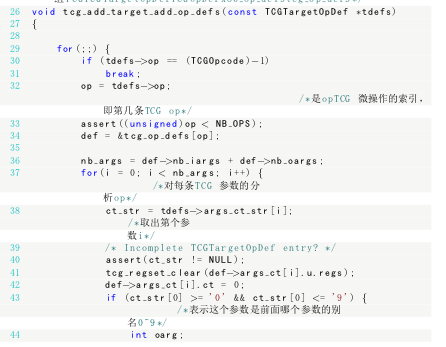 26 void tcg_add_target_add_op_defs(const TCGTargetOpDef *tdefs)
27 {
28
29 for(;;) {
30 if (tdefs->op == (TCGOpcode)-1)
31 break;
32 op = tdefs->op;
/*是opTCG 微操作的索引,
即第几条TCG op*/
33 assert((unsigned)op < NB_OPS);
34 def = &tcg_op_defs[op];
35
36 nb_args = def->nb_iargs + def->nb_oargs;
37 for(i = 0; i < nb_args; i++) {
/*对每条TCG 参数的分
析op*/
38 ct_str = tdefs->args_ct_str[i];
/*取出第个参
数i*/
39 /* Incomplete TCGTargetOpDef entry? */
40 assert(ct_str != NULL);
41 tcg_regset_clear(def->args_ct[i].u.regs);
42 def->args_ct[i].ct = 0;
43 if (ct_str[0] >= '0' && ct_str[0] <= '9') {
/*表示这个参数是前面哪个参数的别
名0~9*/
44 int oarg;